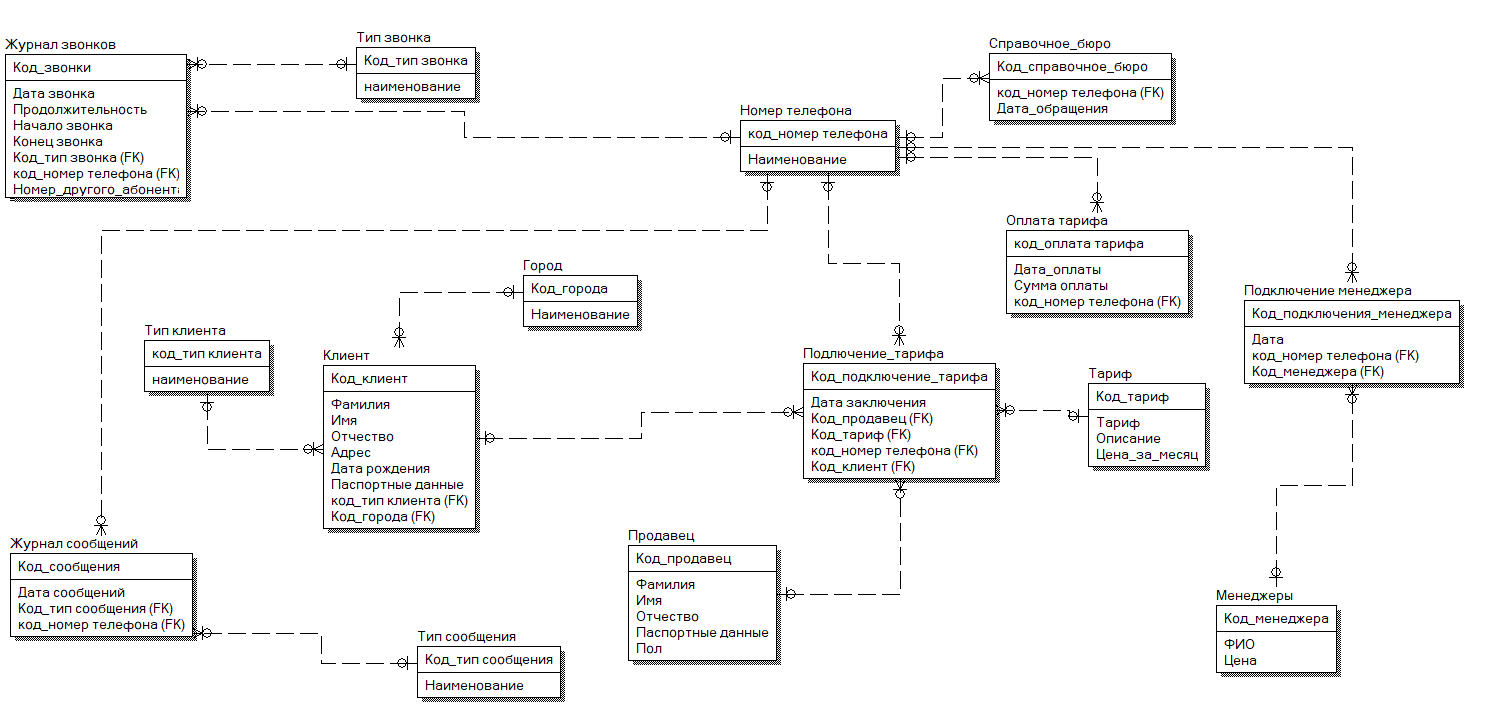 Журнал звонков
Код_звонки
Дата звонка
Продолжительность
Начало звонка
Конец звонка
Код_тип звонка (FK)
код_номер телефона (FK)
Номер_другого_абонента
Тип звонка
Код_тип звонка
наименование
Номер телефона
код_номер телефона
Наименование
Справочное_бюро
Код_справочное_бюро
код_номер телефона (FK)
Дата_обращения
Оплата тарифа
код_оплата тарифа
Дата_оплаты
Сумма оплаты
код_номер телефона (FK)
Подключение менеджера
Код_подключения_менеджера
Дата
код_номер телефона (FK)
Код_менеджера (FK)
Город
Код_города
Наименование
Тип клиента
код_тип клиента
наименование
Клиент
Код_клиент
Фамилия
Имя
Отчество
Адрес
Дата рождения
Паспортные данные
код_тип клиента (FK)
Код_города (FK)
Подлючение_тарифа
Код_подключение_тарифа
Дата заключения
Код_продавец (FK)
Код_тариф (FK)
код_номер телефона (FK)
Код_клиент (FK)
Тариф
Код_тариф
Тариф
Описание
Цена_за_месяц
Журнал сообщений
Код_сообщения
Дата сообщений
Код_тип сообщения (FK)
код_номер телефона (FK)
Продавец
Код_продавец
Фамилия
Имя
Отчество
Паспортные данные
Пол
Менеджеры
Код_менеджера
ФИО
Цена
Тип сообщения
Код_тип сообщения
Наименование